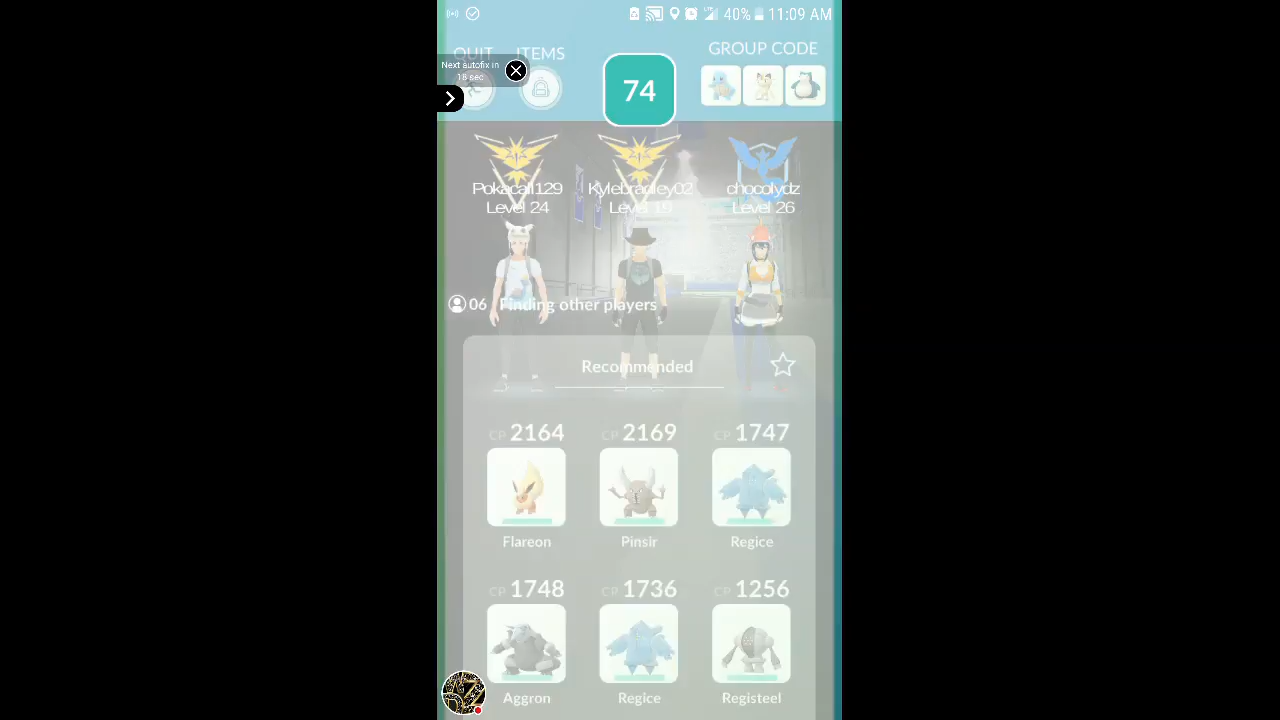 40% 11:09 AM
QUIT ITEMS
GROUP CODE
Next autofix in
18 sec
74
Pokacali129
Level 24
Kylebradley02
Level 19
chocolydz
Level 26
06 Finding other players
Recommended
CP 2164
CP 2169
CP 1747
Flareon
Pinsir
Regice
CP 1748
CP 1736
CP 1256
Aggron
Regice
Registeel